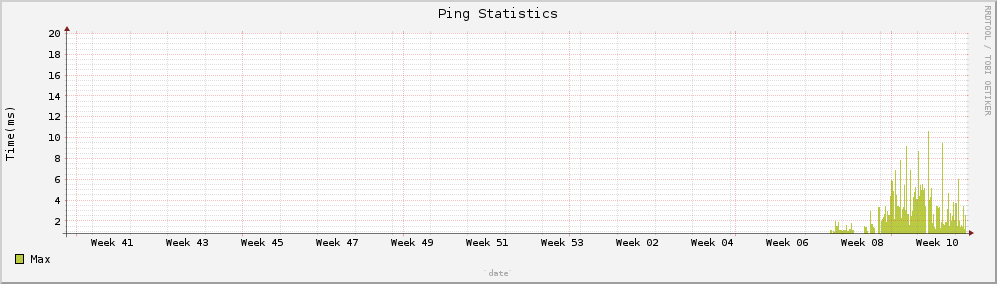 Ping Statistics
RRDTOOL / TOBI OETIKER
Time(ms)
20
18
16
14
12
10
8
6
4
2
Week 41 Week 43 Week 45 Week 47 Week 49 Week 51 Week 53 Week 02 Week 04 Week 06 Week 08 Week 10
Max
`date`